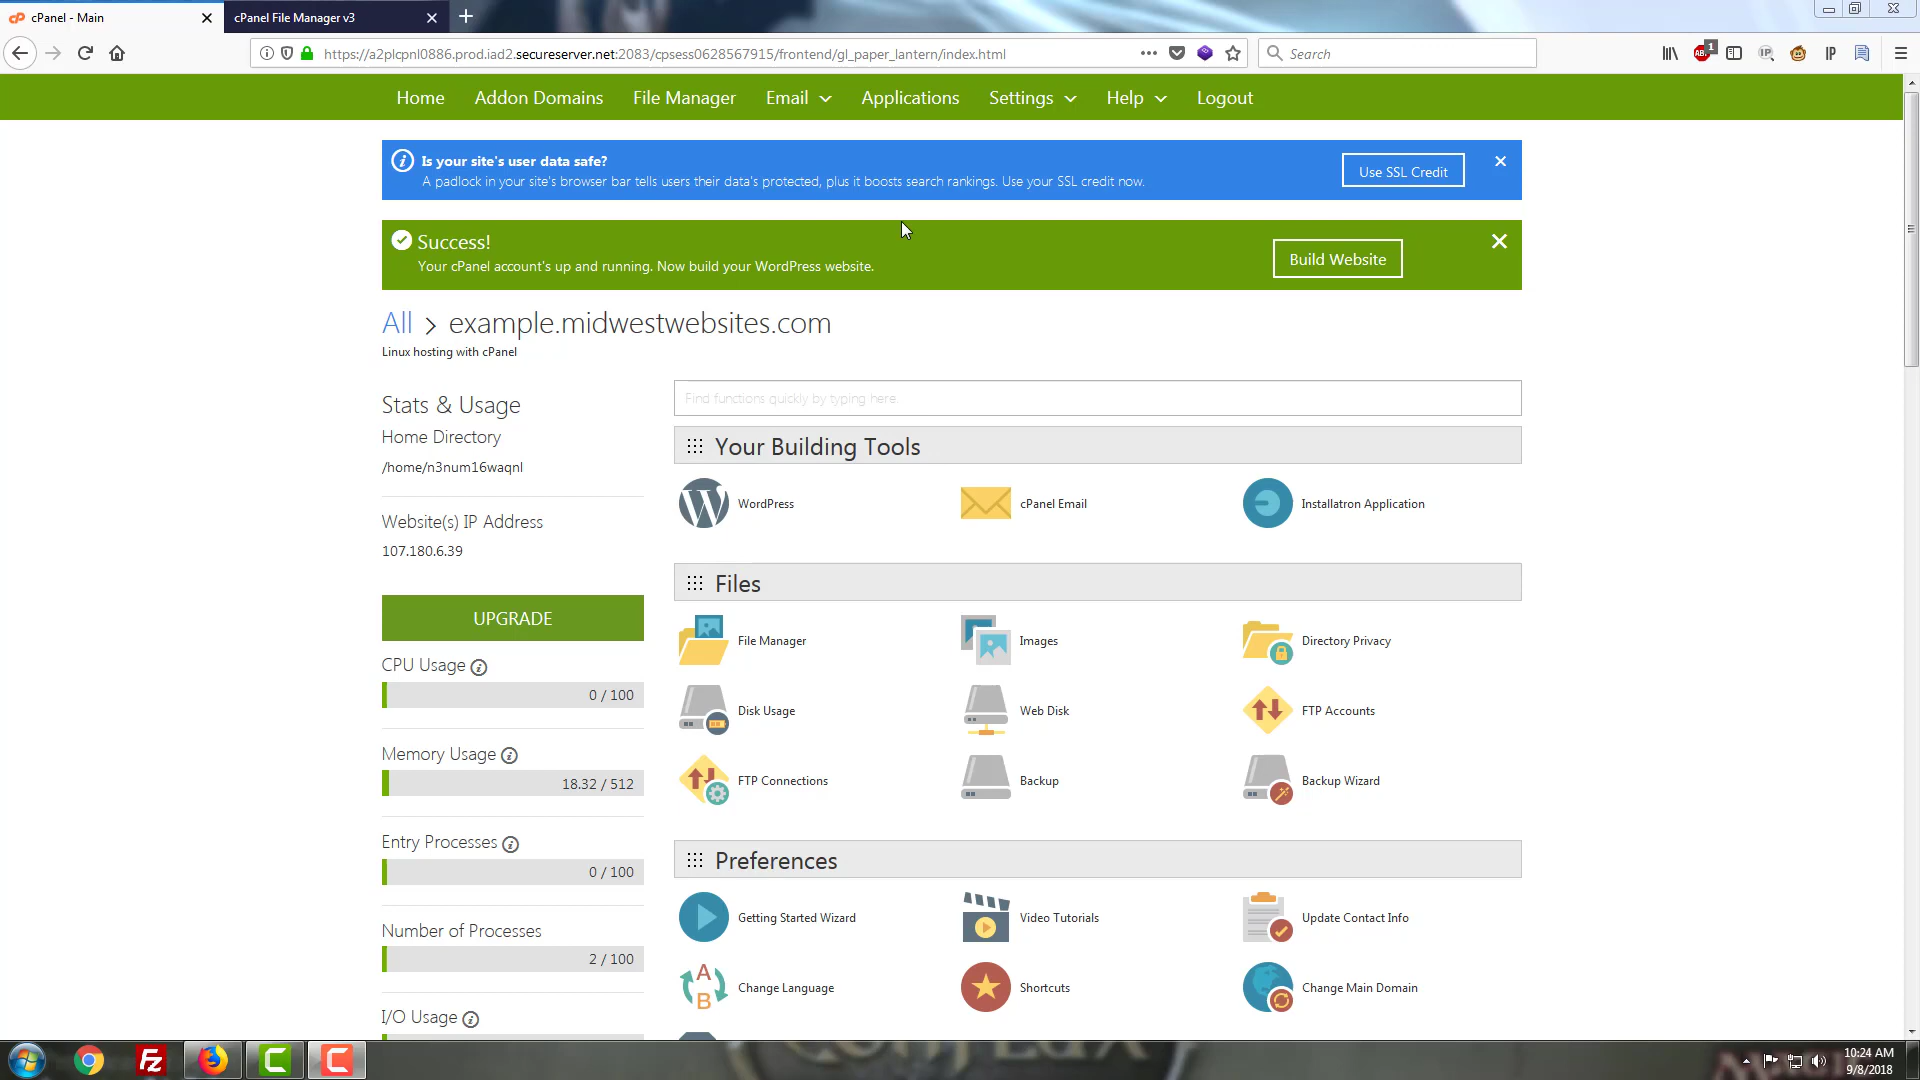 cPanel - Main
cPanel File Manager v3
https://a2plcpnl0886.prod.iad2.secureserver.net:2083/cpsess0628567915/frontend/gl_paper_lantern/index.html
Search
ABP
1
IP
IP
Home
Addon Domains
File Manager
Email
Applications
Settings
Help
Logout
Is your site's user data safe?
A padlock in your site's browser bar tells users their data's protected, plus it boosts search rankings. Use your SSL credit now.
Use SSL Credit
Success!
Your cPanel account's up and running. Now build your WordPress website.
Build Website
All > example.midwestwebsites.com
Linux hosting with cPanel
Stats & Usage
Home Directory
/home/n3num16waqnl
Website(s) IP Address
107.180.6.39
UPGRADE
CPU Usage
0 / 100
Memory Usage
18.32 / 512
Entry Processes
0 / 100
Number of Processes
2 / 100
I/O Usage
Find functions quickly by typing here.
Your Building Tools
WordPress
cPanel Email
Installatron Application
Files
File Manager
Images
Directory Privacy
Disk Usage
Web Disk
FTP Accounts
FTP Connections
Backup
Backup Wizard
Preferences
Getting Started Wizard
Video Tutorials
Update Contact Info
A
B
Change Language
Shortcuts
Change Main Domain
10:24 AM
9/8/2018